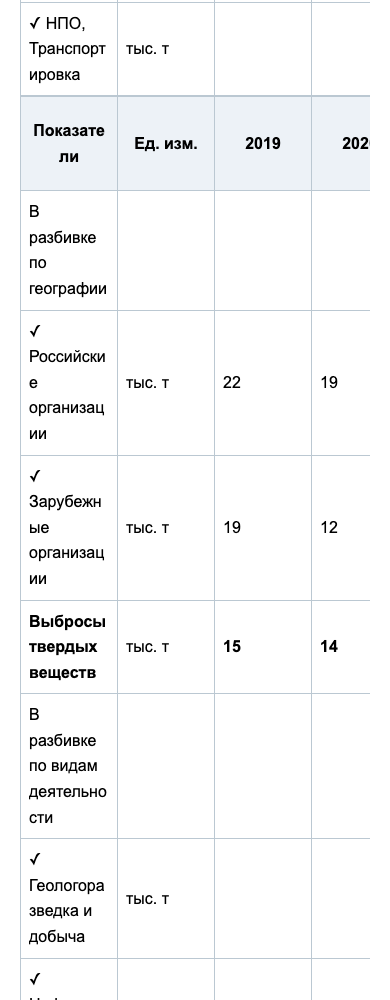 ✓ НПО,
Транспорт
ировка
тыс. т
Показате
ли
Ед. изм.
2019
В
разбивке
по
географии
✓
Российски
е
организац
ии
тыс. т
22
19
✓
Зарубежн
ые
организац
ии
тыс. т
19
12
Выбросы
твердых
веществ
тыс. т
15
14
В
разбивке
по видам
деятельно
сти
✓
Геологора
зведка и
добыча
тыс. т
✓